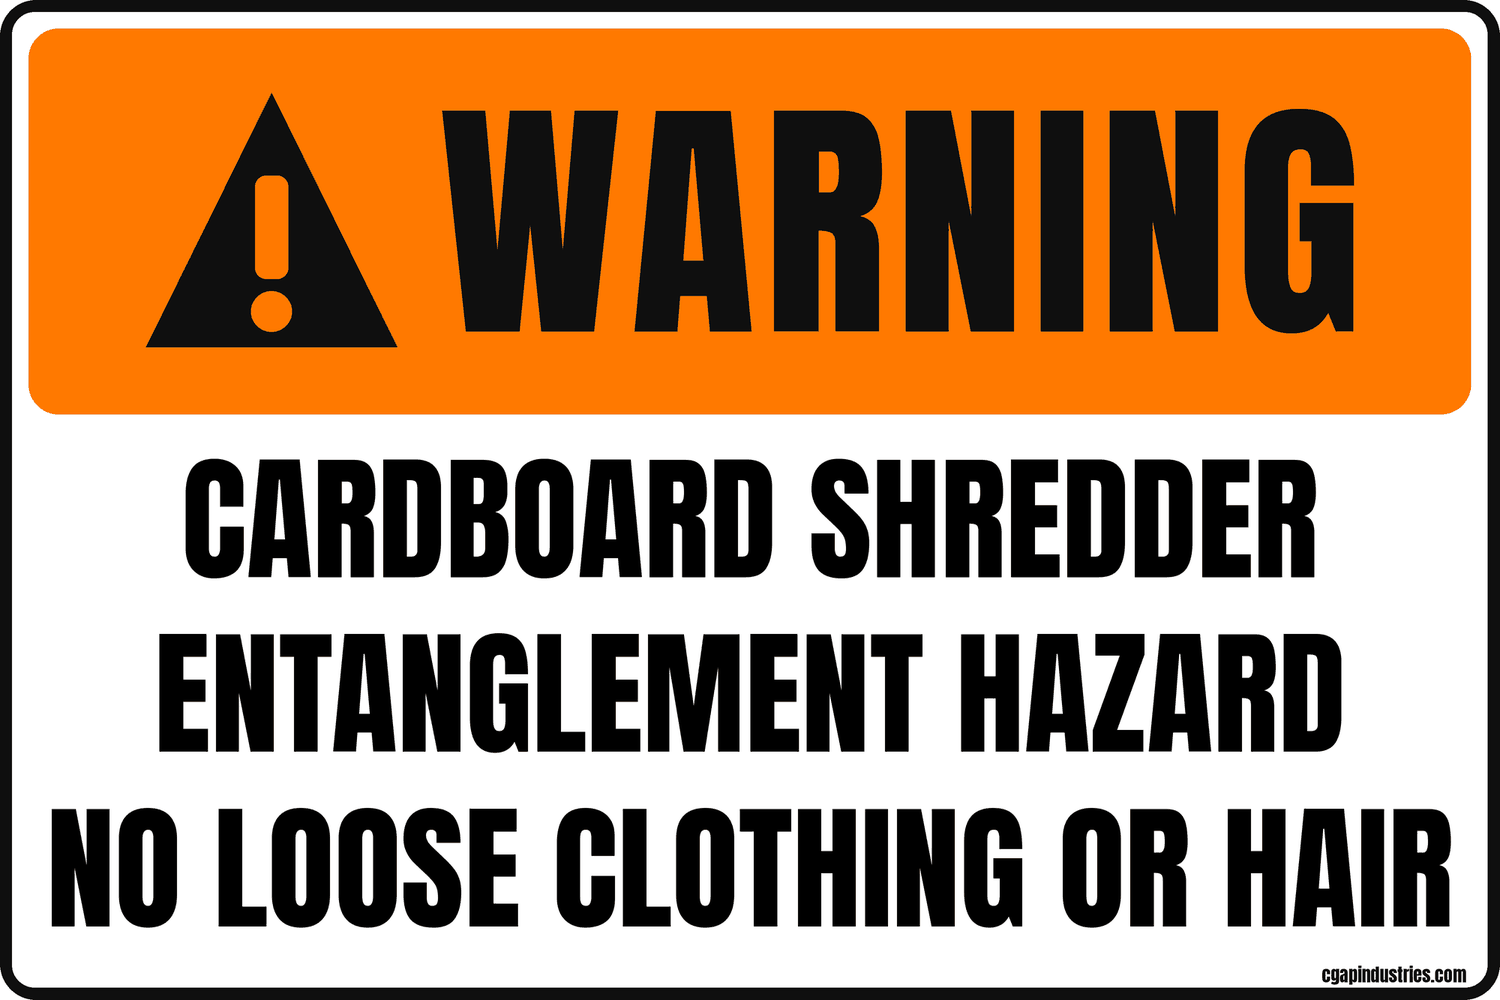 WARNING
CARDBOARD SHREDDER
ENTANGLEMENT HAZARD
NO LOOSE CLOTHING OR HAIR
cgapindustries.com